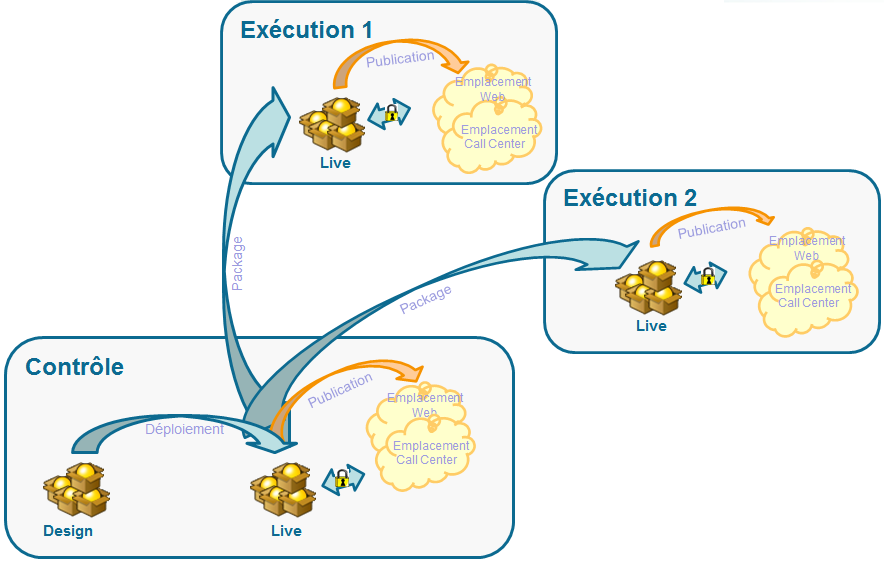 Exécution 1
Publication
Emplacement
Web
Emplacement
Call Center
Live
Exécution 2
Publication
Emplacement
Web
Emplacement
Call Center
Live
Package
Package
Contrôle
Publication
Emplacement
Web
Emplacement
Call Center
Déploiement
Design
Live